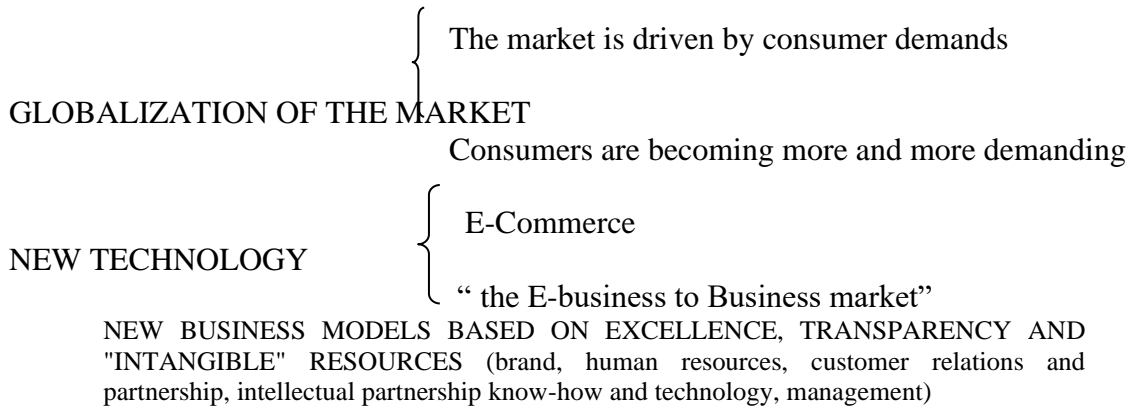 The market is driven by consumer demands
GLOBALIZATION OF THE MARKET
Consumers are becoming more and more demanding
E-Commerce
NEW TECHNOLOGY
“ the E-business to Business market”
NEW BUSINESS MODELS BASED ON EXCELLENCE, TRANSPARENCY AND
"INTANGIBLE" RESOURCES (brand, human resources, customer relations and
partnership, intellectual partnership know-how and technology, management)